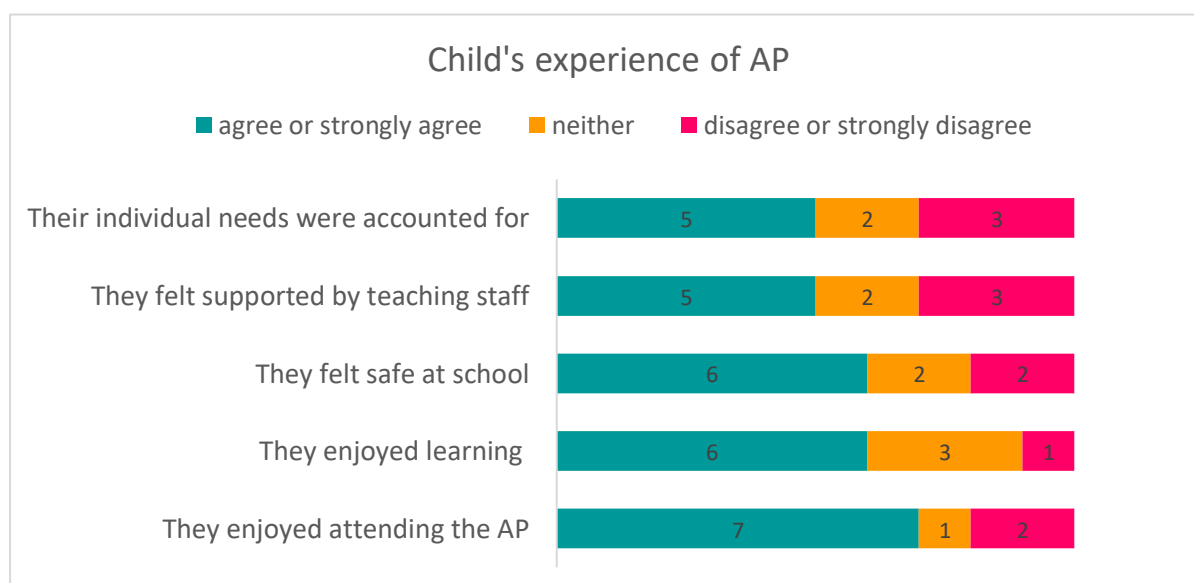 Child's experience of AP
agree or strongly agree neither disagree or strongly disagree
Their individual needs were accounted for 5 2 3
They felt supported by teaching staff 5 2 3
They felt safe at school 6 2 2
They enjoyed learning 6 3 1
They enjoyed attending the AP 7 1 2